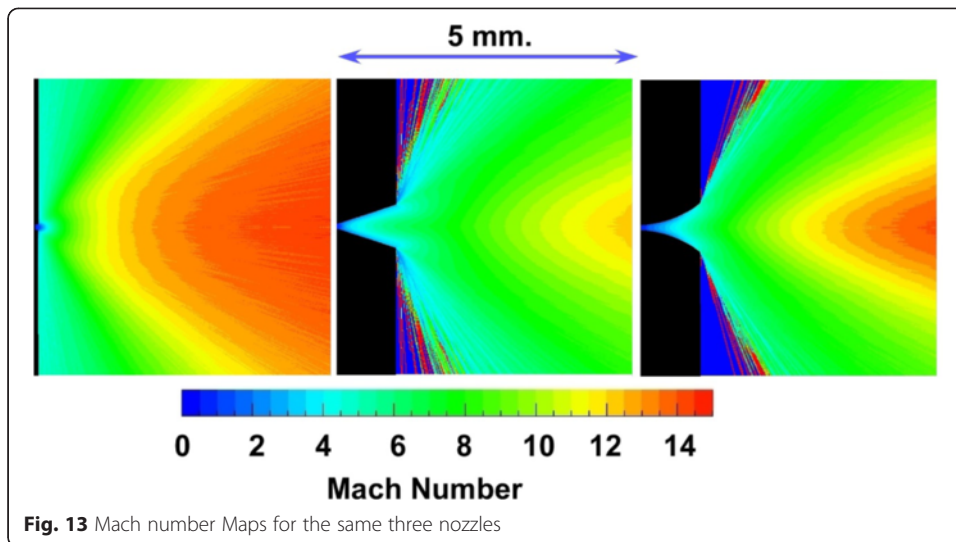 5 mm.
0 2 4 6 8 10 12 14
Mach Number
Fig. 13 Mach number Maps for the same three nozzles